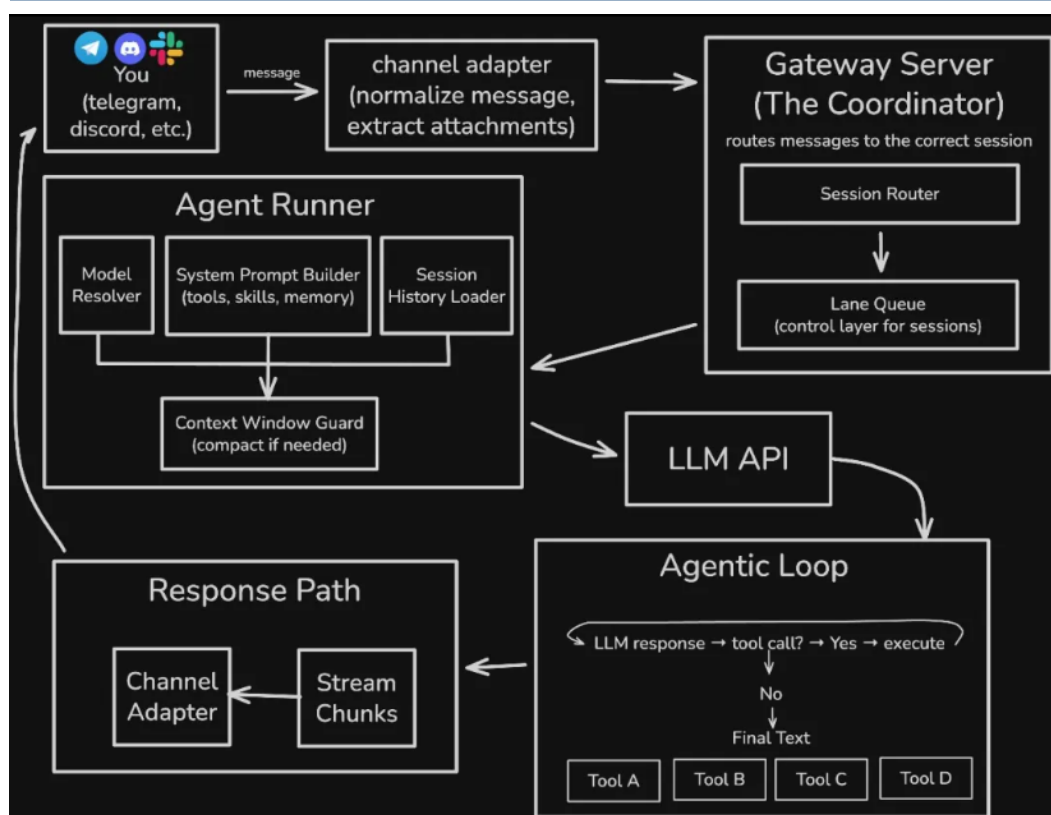 You
(telegram,
discord, etc.)
message
channel adapter
(normalize message,
extract attachments)
Gateway Server
(The Coordinator)
routes messages to the correct session
Session Router
Lane Queue
(control layer for sessions)
Agent Runner
Model
Resolver
System Prompt Builder
(tools, skills, memory)
Session
History Loader
Context Window Guard
(compact if needed)
LLM API
Agentic Loop
LLM response → tool call? → Yes → execute
No
Final Text
Tool A
Tool B
Tool C
Tool D
Response Path
Channel
Adapter
Stream
Chunks